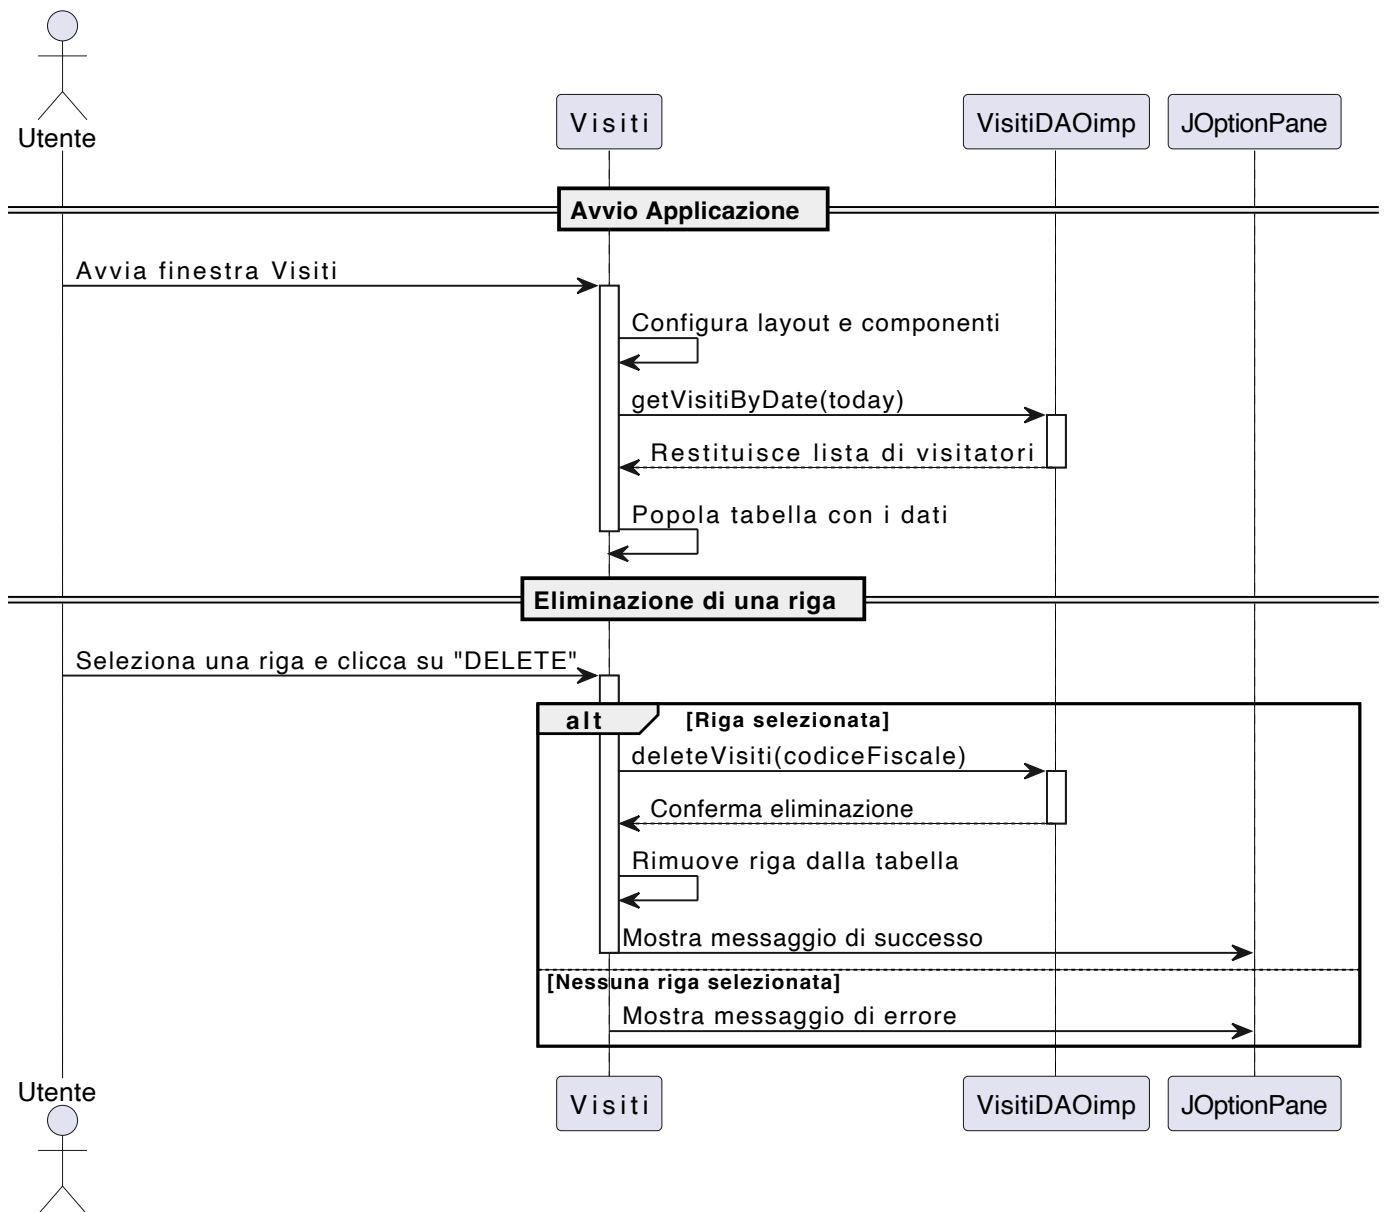 Utente
Visiti
VisitiDAOimp
JOptionPane
Avvio Applicazione
Avvia finestra Visiti
Configura layout e componenti
getVisitiByDate(today)
Restituisce lista di visitatori
Popola tabella con i dati
Eliminazione di una riga
Seleziona una riga e clicca su "DELETE"
alt
[Riga selezionata]
deleteVisiti(codiceFiscale)
Conferma eliminazione
Rimuove riga dalla tabella
Mostra messaggio di successo
[Nessuna riga selezionata]
Mostra messaggio di errore
Utente
Visiti
VisitiDAOimp
JOptionPane